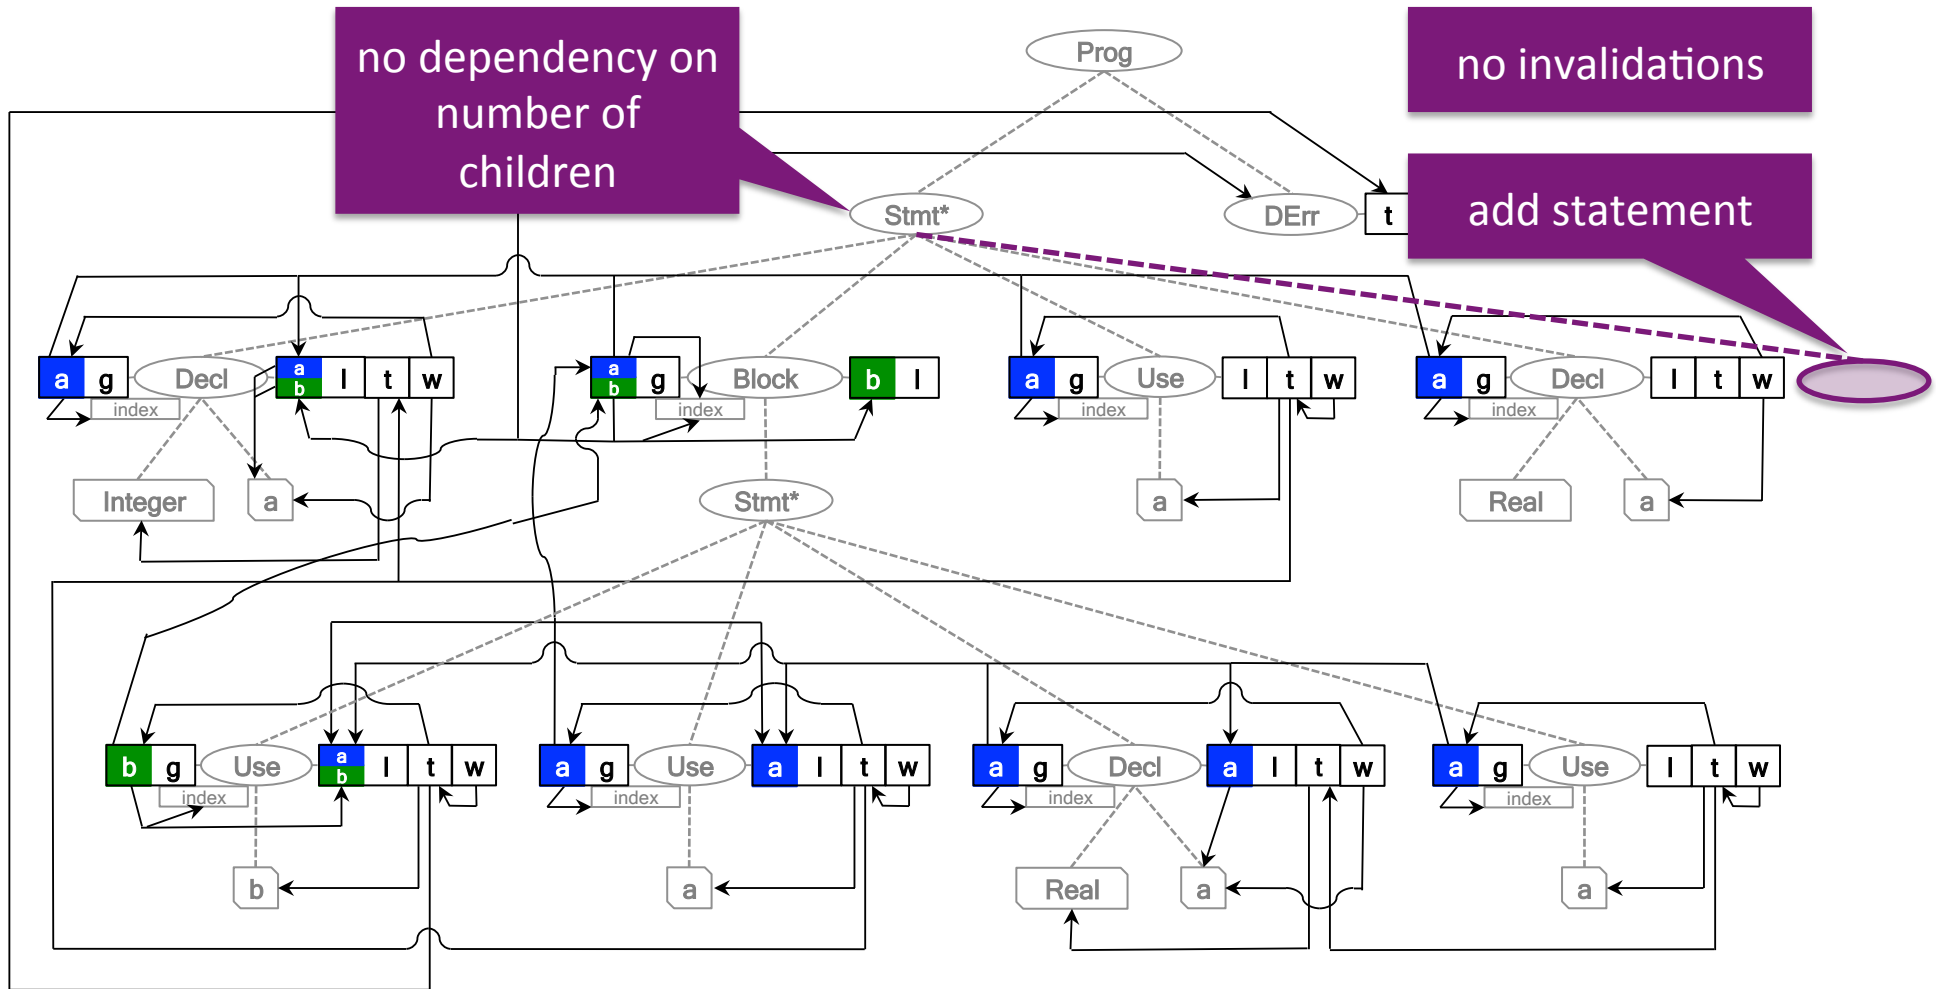 no dependency on
number of
children
Prog
no invalidations
Stmt*
DErr
t
add statement
a g Decl a b l t w
a b g Block b l
a g Use l t w
a g Decl l t w
index
index
index
index
Integer
a
Stmt*
a
Real
a
b g Use a b l t w
a g Use a l t w
a g Decl a l t w
a g Use l t w
index
index
index
index
b
a
Real
a
a